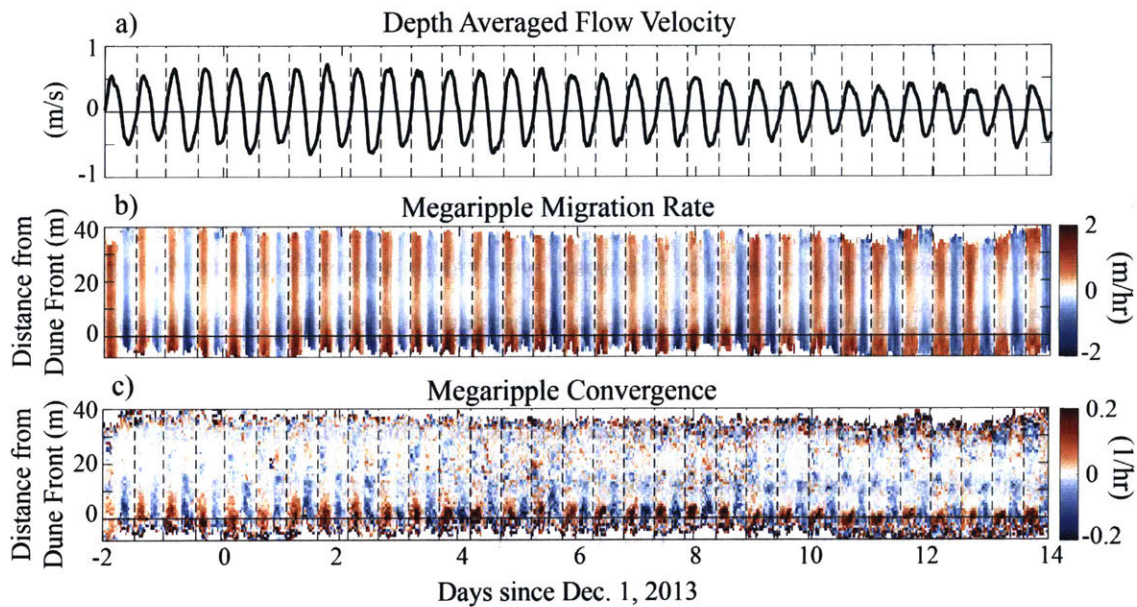 a)
Depth Averaged Flow Velocity
1
0
-1
(m/s)
b)
Megaripple Migration Rate
40
20
0
Distance from
Dune Front (m)
2
0
-2
(m/hr)
c)
Megaripple Convergence
40
20
0
Distance from
Dune Front (m)
0.2
0
-0.2
(1/hr)
-2
0
2
4
6
8
10
12
14
Days since Dec. 1, 2013